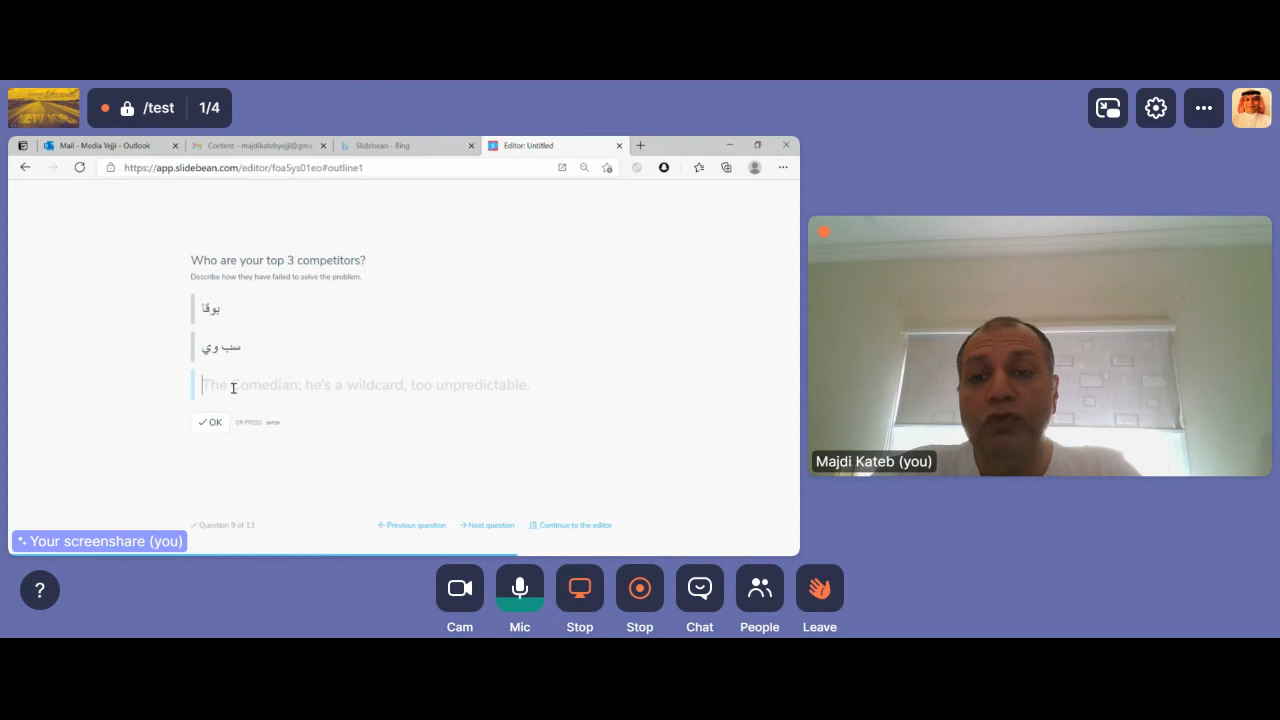 /test 1/4
Mail - Media Yejji - Outlook
Content - majdikatebyejji@gma
Slidebean - Bing
Editor: Untitled
https://app.slidebean.com/editor/foa5ys01eo#outline1
Who are your top 3 competitors?
Describe how they have failed to solve the problem.
بوقا
سب وي
The Comedian: he's a wildcard, too unpredictable.
OK OR PRESS ENTER
Question 9 of 13 Previous question Next question Continue to the editor
Your screenshare (you)
Majdi Kateb (you)
?
Cam Mic Stop Stop Chat People Leave